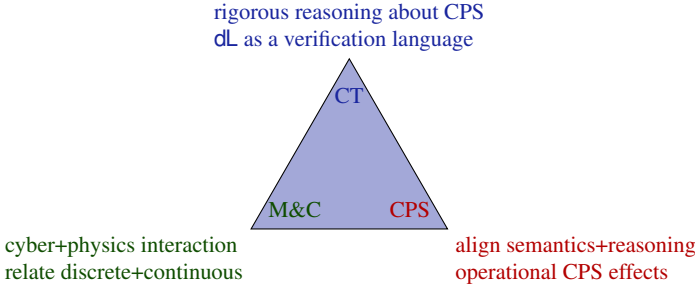 rigorous reasoning about CPS
dL as a verification language
CT
M&C
CPS
cyber+physics interaction
relate discrete+continuous
align semantics+reasoning
operational CPS effects